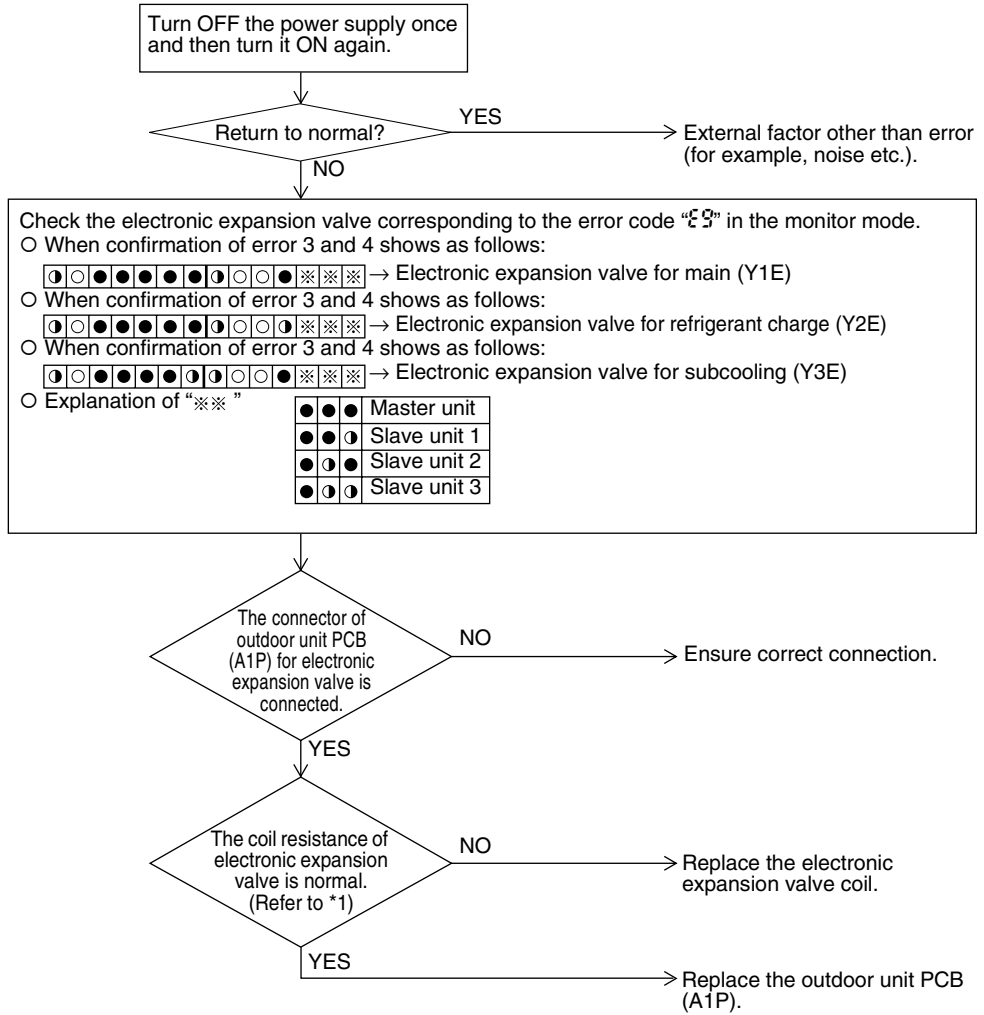 Turn OFF the power supply once
and then turn it ON again.
Return to normal?
YES
External factor other than error
(for example, noise etc.).
NO
Check the electronic expansion valve corresponding to the error code “E9” in the monitor mode.
When confirmation of error 3 and 4 shows as follows:
◑○●●●●●◑○○●※※※ → Electronic expansion valve for main (Y1E)
When confirmation of error 3 and 4 shows as follows:
◑○●●●●●◑○○◑※※※ → Electronic expansion valve for refrigerant charge (Y2E)
When confirmation of error 3 and 4 shows as follows:
◑○●●●●◑◑○○●※※※ → Electronic expansion valve for subcooling (Y3E)
Explanation of “※※ ”
●●● Master unit
●●◑ Slave unit 1
●◑● Slave unit 2
●◑◑ Slave unit 3
The connector of
outdoor unit PCB
(A1P) for electronic
expansion valve is
connected.
NO
Ensure correct connection.
YES
The coil resistance of
electronic expansion
valve is normal.
(Refer to *1)
NO
Replace the electronic
expansion valve coil.
YES
Replace the outdoor unit PCB
(A1P).